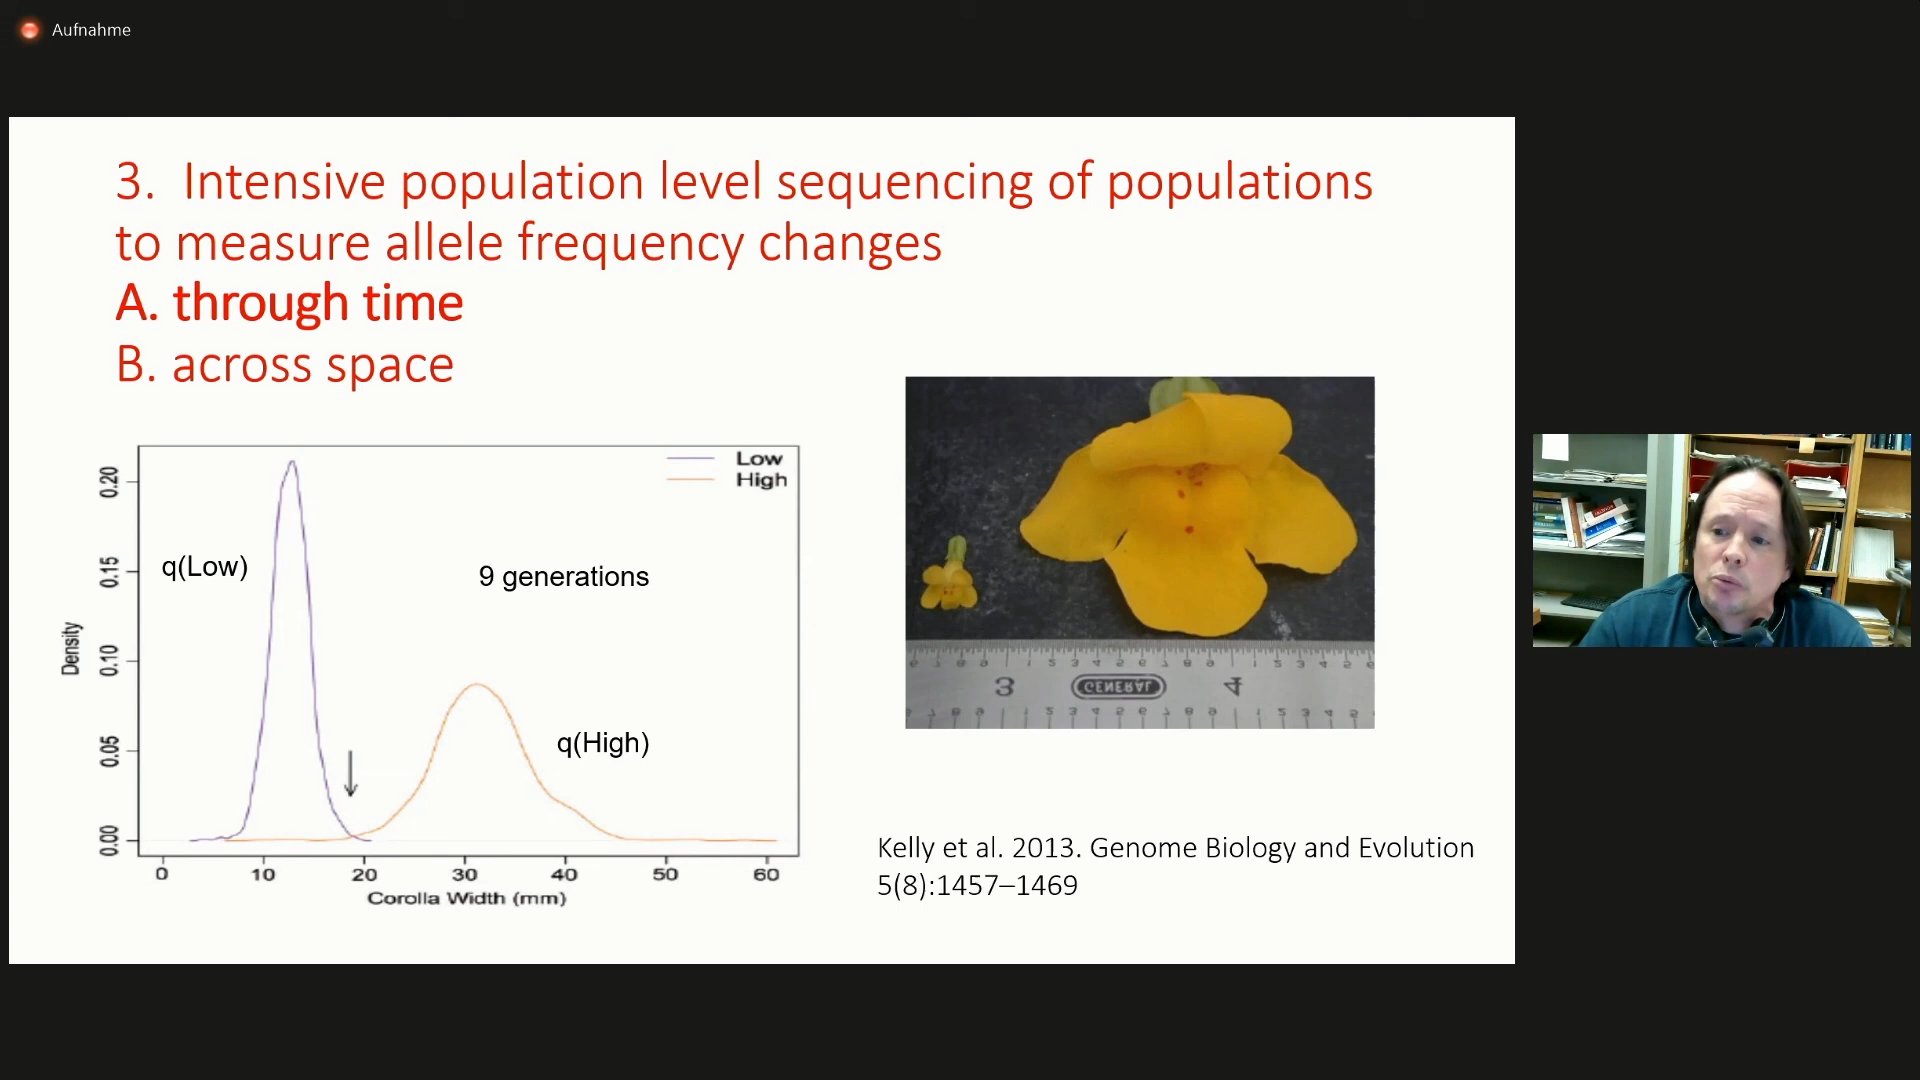 Aufnahme
3. Intensive population level sequencing of populations
to measure allele frequency changes
A. through time
B. across space
Low
High
q(Low)
9 generations
q(High)
Density
0.20
0.15
0.10
0.05
0.00
0 10 20 30 40 50 60
Corolla Width (mm)
3 GENERAL 4
Kelly et al. 2013. Genome Biology and Evolution
5(8):1457–1469